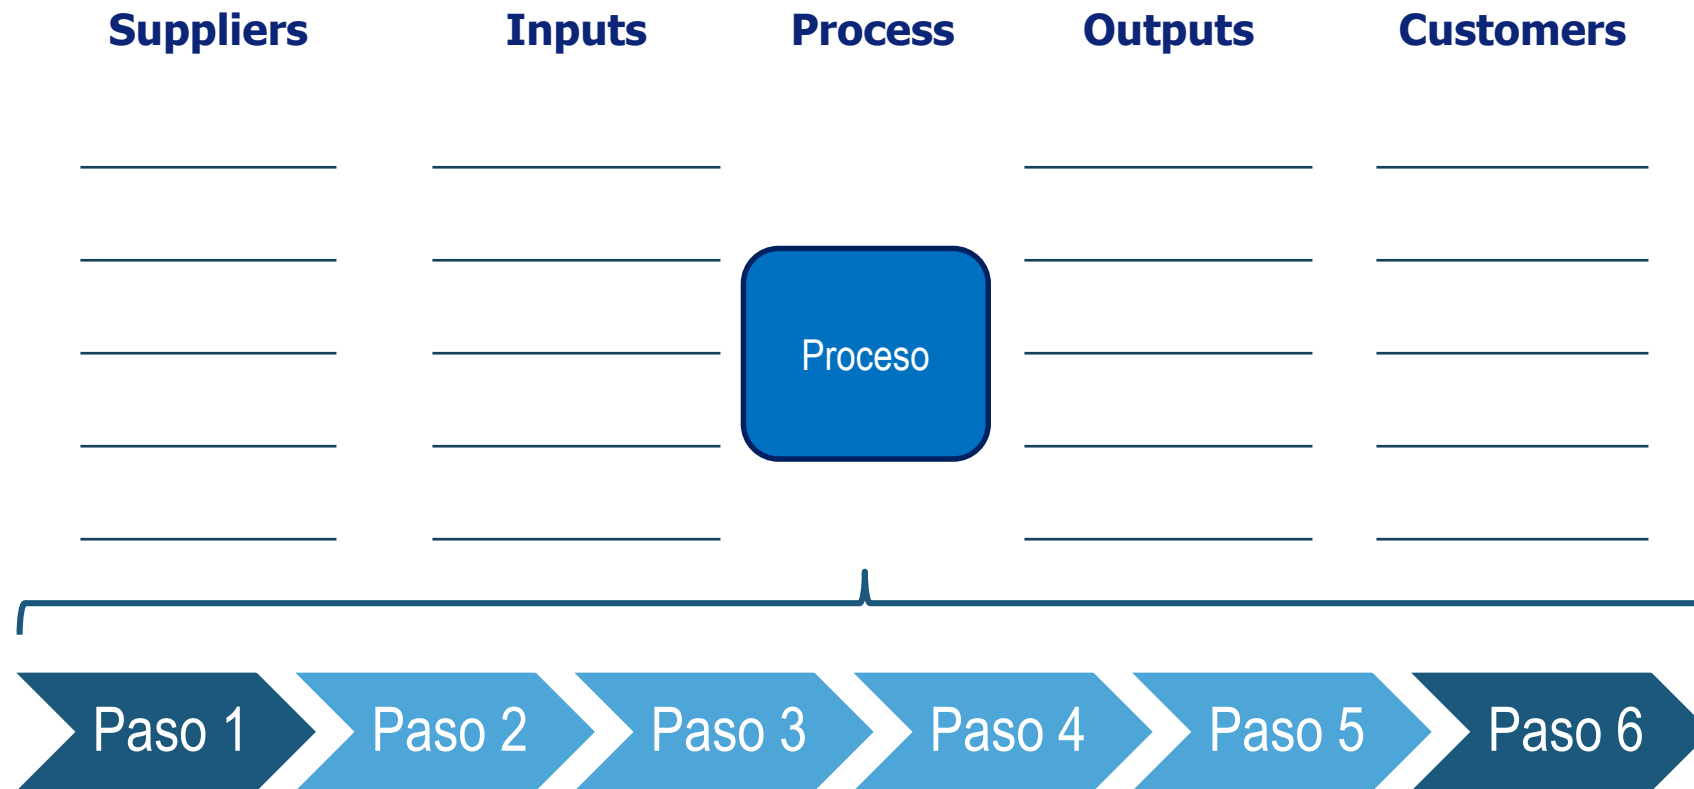 Suppliers Inputs Process Outputs Customers
Proceso
Paso 1 Paso 2 Paso 3 Paso 4 Paso 5 Paso 6